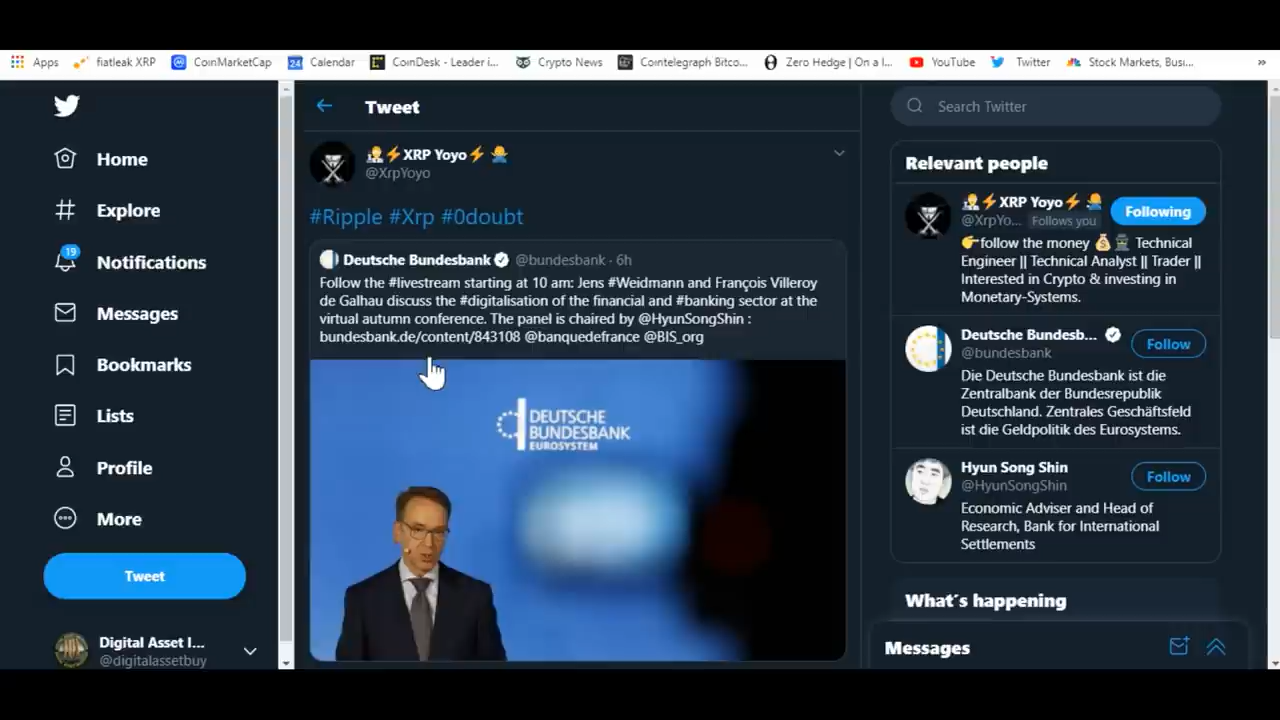 Apps
fiatleak XRP
CoinMarketCap
24
Calendar
CoinDesk - Leader i...
Crypto News
Cointelegraph Bitco...
Zero Hedge | On a l...
YouTube
Twitter
Stock Markets, Busi...
»
Home
Explore
19
Notifications
Messages
Bookmarks
Lists
Profile
More
Tweet
Digital Asset I...
@digitalassetbuy
Tweet
XRP Yoyo
@XrpYoyo
#Ripple #Xrp #0doubt
Deutsche Bundesbank @bundesbank · 6h
Follow the #livestream starting at 10 am: Jens #Weidmann and François Villeroy
de Galhau discuss the #digitalisation of the financial and #banking sector at the
virtual autumn conference. The panel is chaired by @HyunSongShin :
bundesbank.de/content/843108 @banquedefrance @BIS_org
DEUTSCHE
BUNDESBANK
EUROSYSTEM
Search Twitter
Relevant people
XRP Yoyo
@XrpYo... Follows you
Following
follow the money Technical
Engineer || Technical Analyst || Trader ||
Interested in Crypto & investing in
Monetary-Systems.
Deutsche Bundesb...
@bundesbank
Follow
Die Deutsche Bundesbank ist die
Zentralbank der Bundesrepublik
Deutschland. Zentrales Geschäftsfeld
ist die Geldpolitik des Eurosystems.
Hyun Song Shin
@HyunSongShin
Follow
Economic Adviser and Head of
Research, Bank for International
Settlements
What's happening
Messages